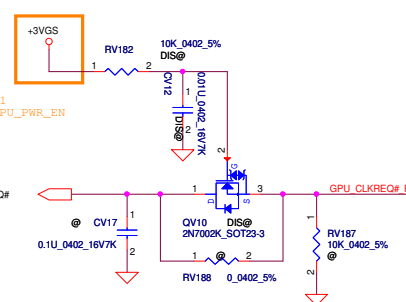 +3VGS
RV182
10K_0402_5%
DIS@
1
2
CV12
0.01U_0402_16V7K
DIS@
1
2
PU_PWR_EN
2
G
1
D
S
3
Q#
GPU_CLKREQ#
@
CV17
1
2
0.1U_0402_16V7K
QV10
DIS@
2N7002K_SOT23-3
@
1
2
RV188
0_0402_5%
1
RV187
10K_0402_5%
@
2